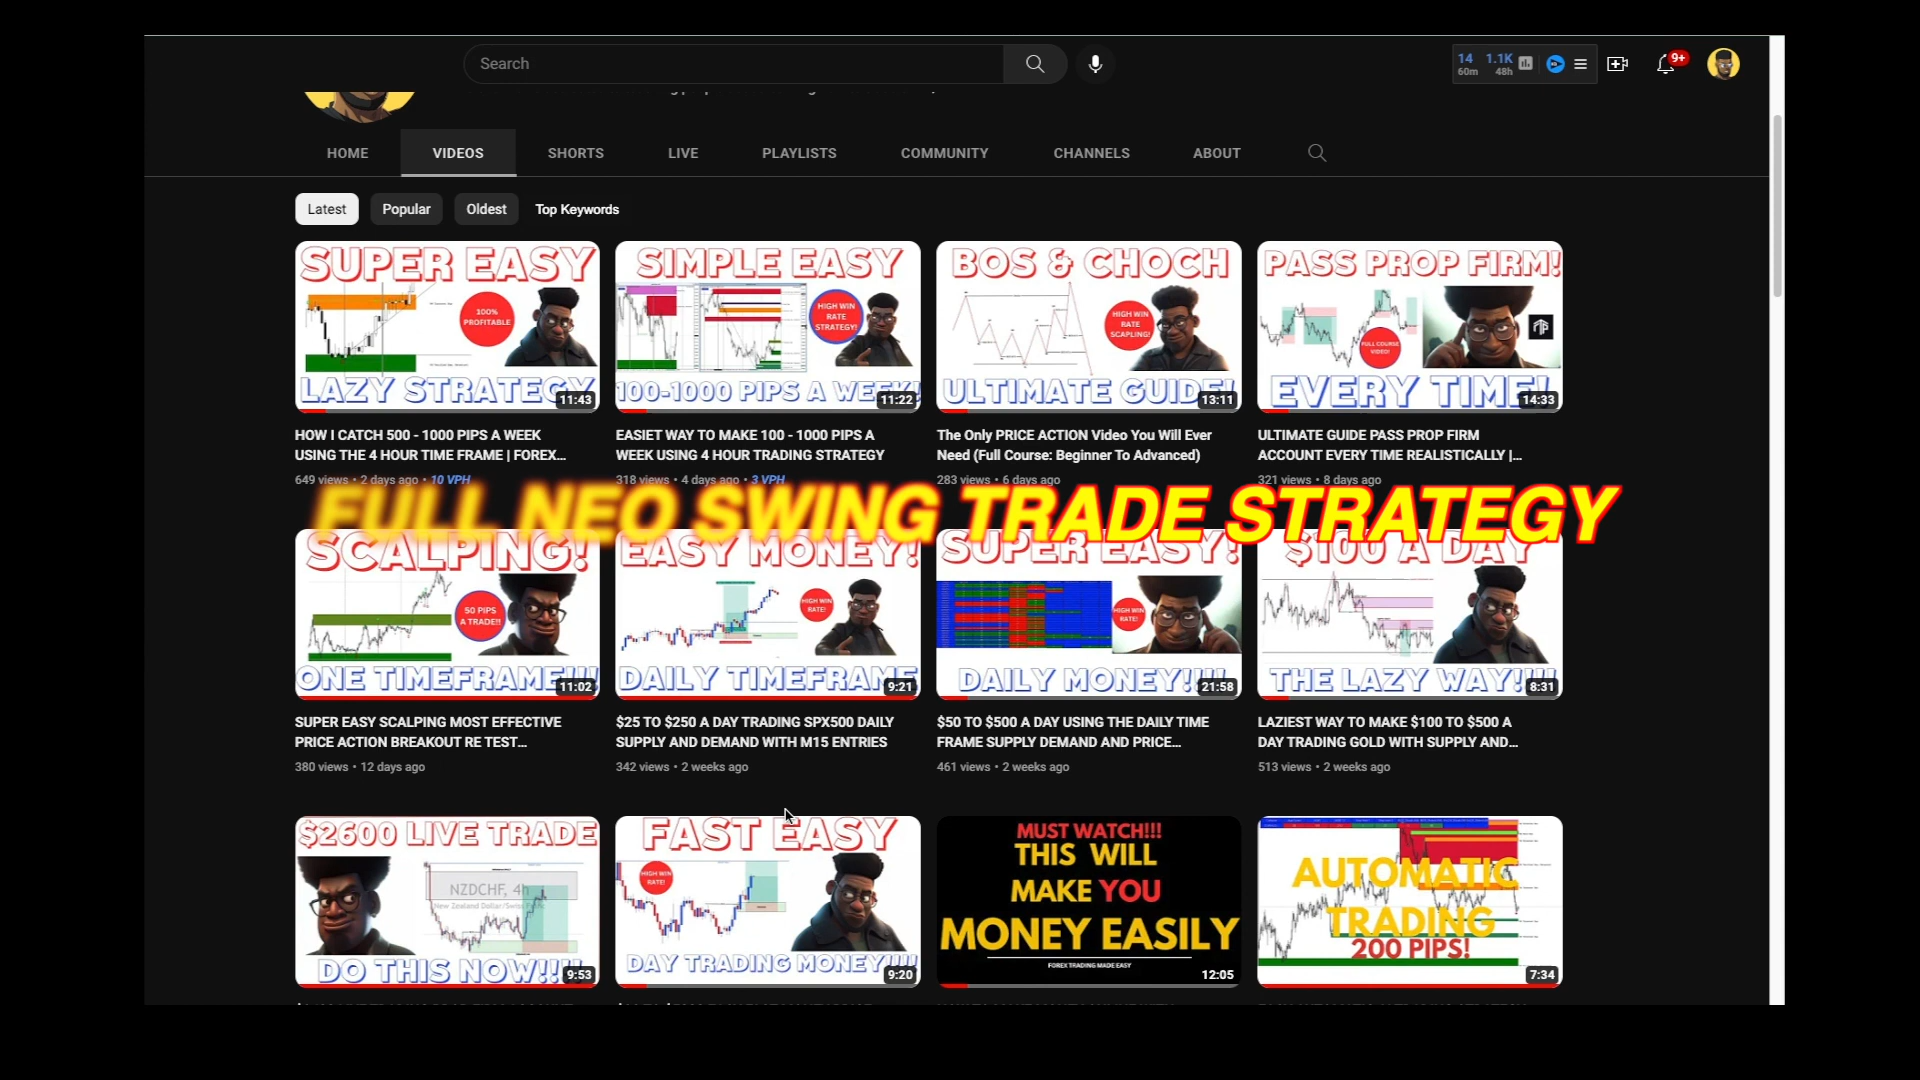 Search
14 1.1K
60m 48h
9+
HOME VIDEOS SHORTS LIVE PLAYLISTS COMMUNITY CHANNELS ABOUT
Latest Popular Oldest Top Keywords
SUPER EASY
100%
PROFITABLE
LAZY STRATEGY
11:43
SIMPLE EASY
HIGH WIN
RATE
STRATEGY!
100-1000 PIPS A WEEK!
11:22
BOS & CHOCH
HIGH WIN
RATE
SCAPLING!
ULTIMATE GUIDE!
13:11
PASS PROP FIRM!
FULL COURSE
VIDEO!
EVERY TIME!
14:33
HOW I CATCH 500 - 1000 PIPS A WEEK
USING THE 4 HOUR TIME FRAME | FOREX...
649 views • 2 days ago • 10 VPH
EASIET WAY TO MAKE 100 - 1000 PIPS A
WEEK USING 4 HOUR TRADING STRATEGY
318 views • 4 days ago • 3 VPH
The Only PRICE ACTION Video You Will Ever
Need (Full Course: Beginner To Advanced)
283 views • 6 days ago
ULTIMATE GUIDE PASS PROP FIRM
ACCOUNT EVERY TIME REALISTICALLY |...
321 views • 8 days ago
FULL NEO SWING TRADE STRATEGY
SCALPING!
50 PIPS
A TRADE!!
ONE TIMEFRAME!!!
11:02
EASY MONEY!
HIGH WIN
RATE!
DAILY TIMEFRAME
9:21
SUPER EASY!
HIGH WIN
RATE!
DAILY MONEY!!!!
21:58
$100 A DAY
THE LAZY WAY!!!
8:31
SUPER EASY SCALPING MOST EFFECTIVE
PRICE ACTION BREAKOUT RE TEST...
380 views • 12 days ago
$25 TO $250 A DAY TRADING SPX500 DAILY
SUPPLY AND DEMAND WITH M15 ENTRIES
342 views • 2 weeks ago
$50 TO $500 A DAY USING THE DAILY TIME
FRAME SUPPLY DEMAND AND PRICE...
461 views • 2 weeks ago
LAZIEST WAY TO MAKE $100 TO $500 A
DAY TRADING GOLD WITH SUPPLY AND...
513 views • 2 weeks ago
$2600 LIVE TRADE
NZDCHF, 4h
DO THIS NOW!!!!
9:53
FAST EASY
HIGH WIN
RATE!
DAY TRADING MONEY!!!!
9:20
MUST WATCH!!!
THIS WILL
MAKE YOU
MONEY EASILY
FOREX TRADING MADE EASY
12:05
AUTOMATIC
TRADING
200 PIPS!
7:34